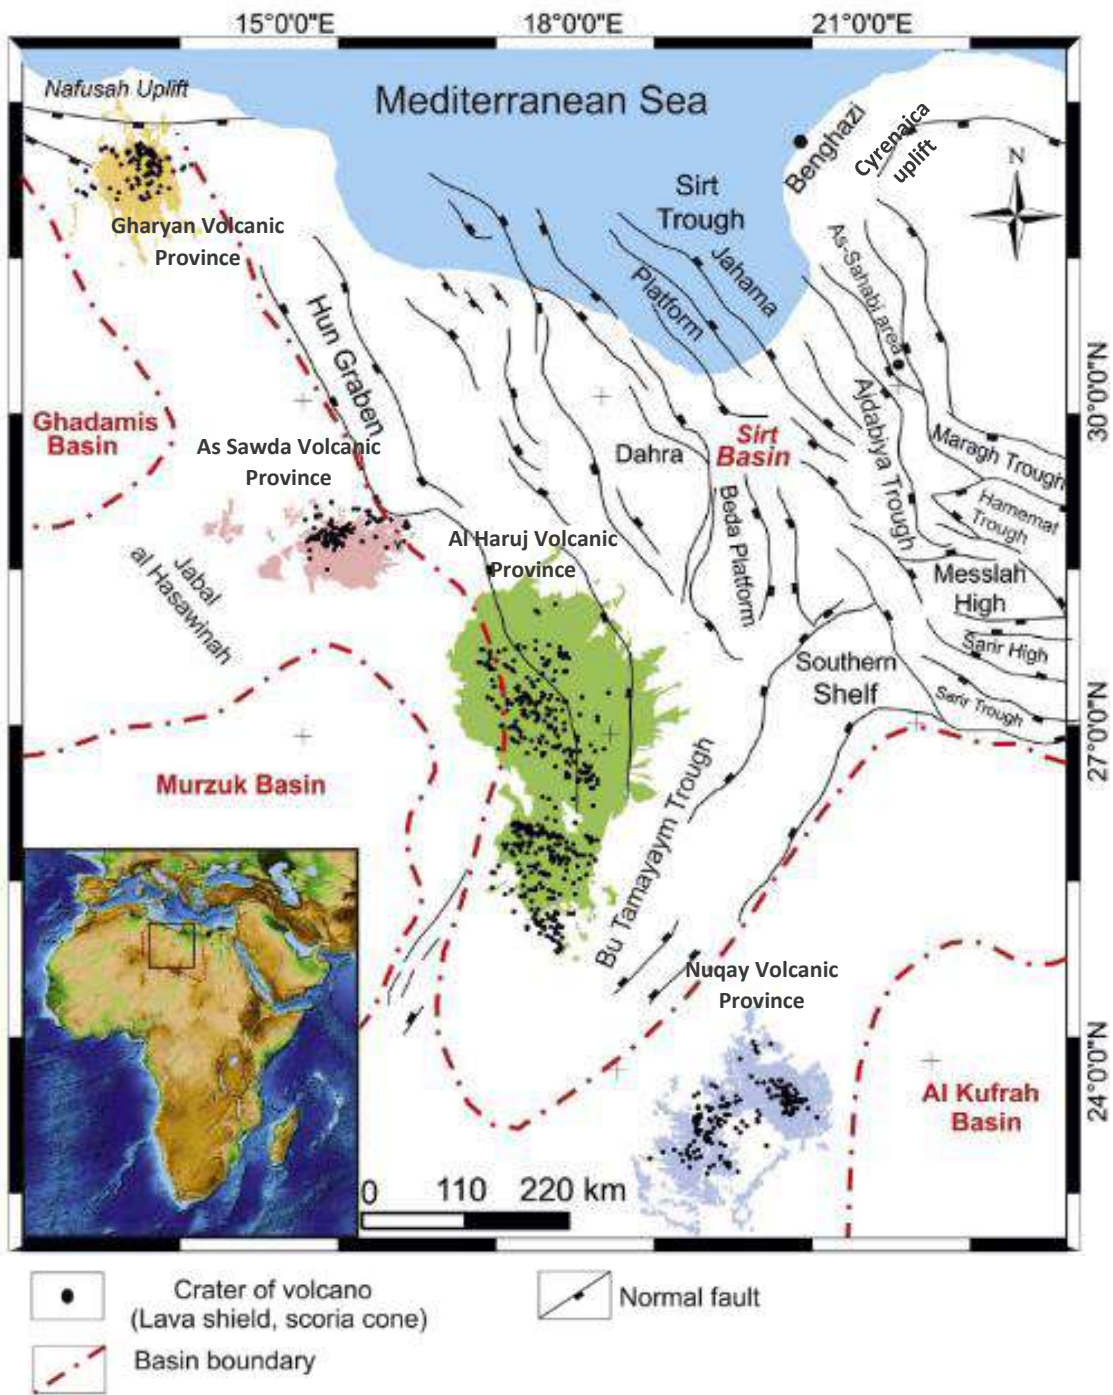 15°0'0"E
18°0'0"E
21°0'0"E
Nafusah Uplift
Mediterranean Sea
Benghazi
Cyrenaica
uplift
N
Sirt
Trough
Gharyan Volcanic
Province
Jahama
Platform
As-Sahabi area
Hun Graben
30°0'0"N
Ghadamis
Basin
As Sawda Volcanic
Province
Dahra
Sirt
Basin
Ajdabiya Trough
Maragh Trough
Hamemat
Trough
Beda Platform
Al Haruj Volcanic
Province
Jabal
al Hasawinah
Messlah
High
Sarir High
Southern
Shelf
Sarir Trough
27°0'0"N
Murzuk Basin
Bu Tamayaym Trough
Nuqay Volcanic
Province
24°0'0"N
Al Kufrah
Basin
0 110 220 km
Crater of volcano
(Lava shield, scoria cone)
Normal fault
Basin boundary